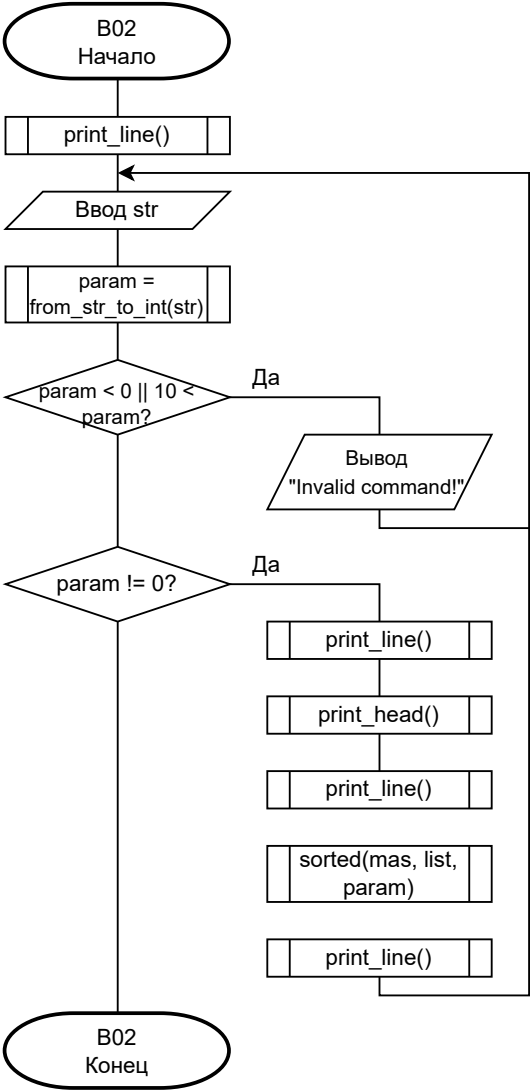 B02
Начало
print_line()
Ввод str
param =
from_str_to_int(str)
param < 0 || 10 <
param?
Да
Вывод
"Invalid command!"
param != 0?
Да
print_line()
print_head()
print_line()
sorted(mas, list,
param)
print_line()
B02
Конец